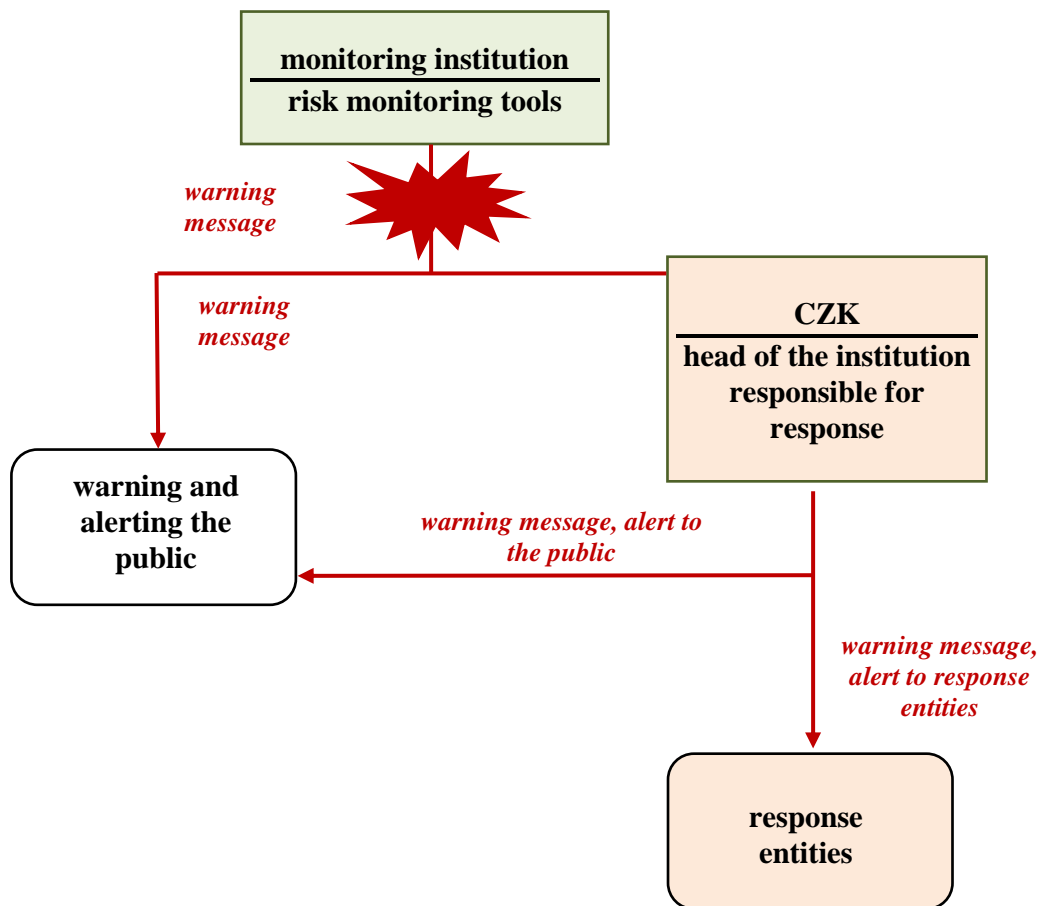 monitoring institution
risk monitoring tools
warning
message
warning
message
CZK
head of the institution
responsible for
response
warning and
alerting the
public
warning message, alert to
the public
warning message,
alert to response
entities
response
entities